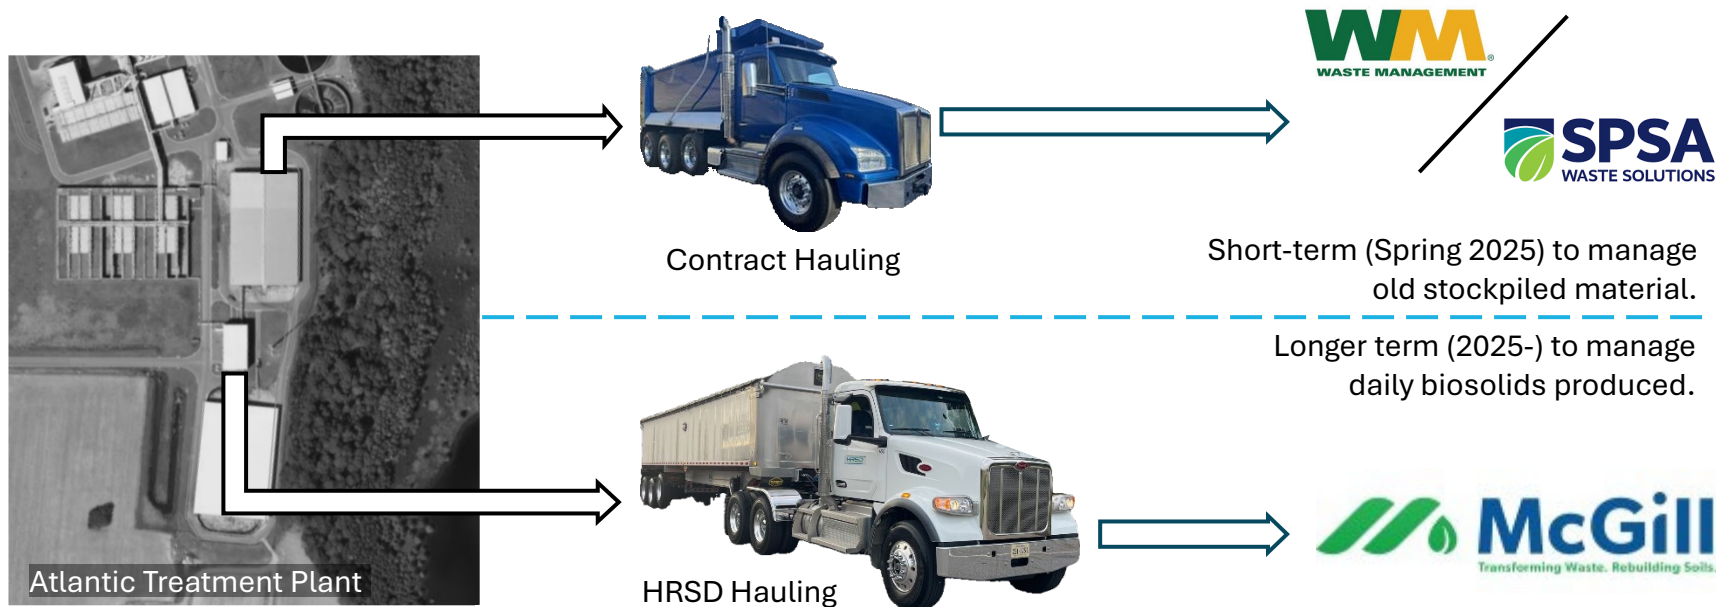 WM
WASTE MANAGEMENT®
SPSA
WASTE SOLUTIONS
Contract Hauling
Short-term (Spring 2025) to manage
old stockpiled material.
Longer term (2025-) to manage
daily biosolids produced.
HRSD
McGill
Transforming Waste. Rebuilding Soils.
Atlantic Treatment Plant
HRSD Hauling